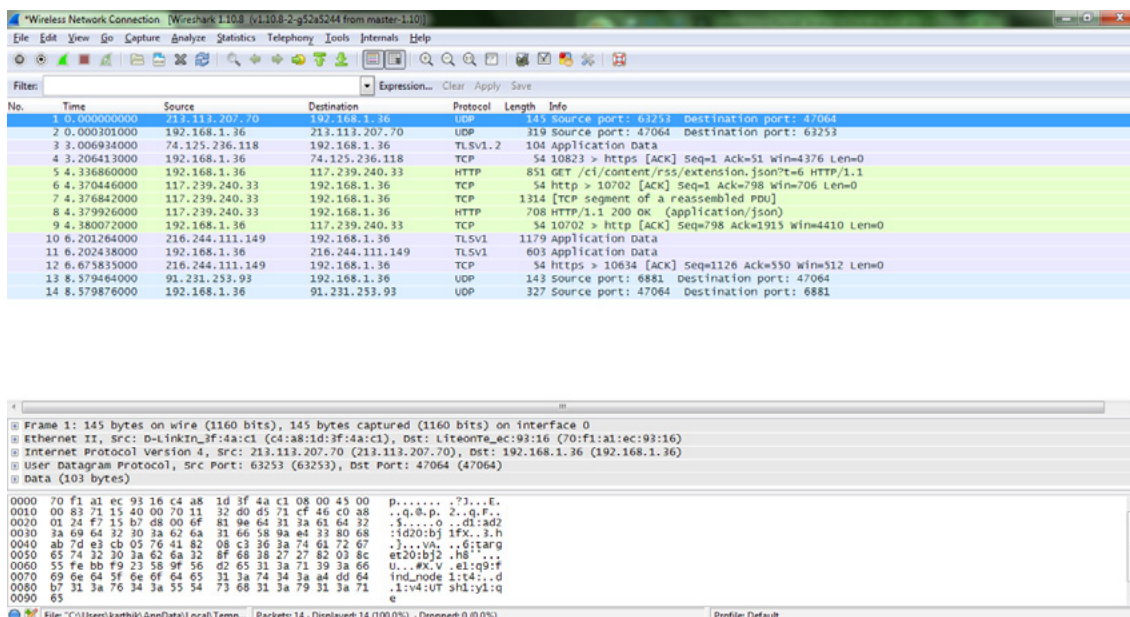 *Wireless Network Connection [Wireshark 1.10.8 (v1.10.8-2-g52a5244 from master-1.10)]
File Edit View Go Capture Analyze Statistics Telephony Tools Internals Help
Filter: Expression... Clear Apply Save
No. Time Source Destination Protocol Length Info
1 0.000000000 213.113.207.70 192.168.1.36 UDP 145 Source port: 63253 Destination port: 47064
2 0.000301000 192.168.1.36 213.113.207.70 UDP 319 Source port: 47064 Destination port: 63253
3 3.006934000 74.125.236.118 192.168.1.36 TLSv1.2 104 Application Data
4 3.206413000 192.168.1.36 74.125.236.118 TCP 54 10823 > https [ACK] Seq=1 Ack=51 Win=4376 Len=0
5 4.336860000 192.168.1.36 117.239.240.33 HTTP 851 GET /ci/content/rss/extension.json?t=6 HTTP/1.1
6 4.370446000 117.239.240.33 192.168.1.36 TCP 54 http > 10702 [ACK] Seq=1 Ack=798 Win=706 Len=0
7 4.376842000 117.239.240.33 192.168.1.36 TCP 1314 [TCP segment of a reassembled PDU]
8 4.379926000 117.239.240.33 192.168.1.36 HTTP 708 HTTP/1.1 200 OK (application/json)
9 4.380072000 192.168.1.36 117.239.240.33 TCP 54 10702 > http [ACK] Seq=798 Ack=1915 Win=4410 Len=0
10 6.201264000 216.244.111.149 192.168.1.36 TLSv1 1179 Application Data
11 6.202438000 192.168.1.36 216.244.111.149 TLSv1 603 Application Data
12 6.675835000 216.244.111.149 192.168.1.36 TCP 54 https > 10634 [ACK] Seq=1126 Ack=550 Win=512 Len=0
13 8.579464000 91.231.253.93 192.168.1.36 UDP 143 Source port: 6881 Destination port: 47064
14 8.579876000 192.168.1.36 91.231.253.93 UDP 327 Source port: 47064 Destination port: 6881
Frame 1: 145 bytes on wire (1160 bits), 145 bytes captured (1160 bits) on interface 0
Ethernet II, Src: D-LinkIn_3f:4a:c1 (c4:a8:1d:3f:4a:c1), Dst: LiteonTe_ec:93:16 (70:f1:a1:ec:93:16)
Internet Protocol Version 4, Src: 213.113.207.70 (213.113.207.70), Dst: 192.168.1.36 (192.168.1.36)
User Datagram Protocol, Src Port: 63253 (63253), Dst Port: 47064 (47064)
Data (103 bytes)
0000 70 f1 a1 ec 93 16 c4 a8 1d 3f 4a c1 08 00 45 00 p....... .?J...E.
0010 00 83 71 15 40 00 70 11 32 d0 d5 71 cf 46 c0 a8 ..q.@.p. 2..q.F..
0020 01 24 f7 15 b7 d8 00 6f 81 9e 64 31 3a 61 64 32 .$.....o ..d1:ad2
0030 3a 69 64 32 30 3a 62 6a 31 66 58 9a e4 33 80 68 :id20:bj 1fX..3.h
0040 ab 7d e3 cb 05 76 41 82 08 c3 36 3a 74 61 72 67 .}...vA. ..6:targ
0050 65 74 32 30 3a 62 6a 32 8f 68 38 27 27 82 03 8c et20:bj2 .h8''...
0060 55 fe bb f9 23 58 9f 56 d2 65 31 3a 71 39 3a 66 U...#X.V .e1:q9:f
0070 69 6e 64 5f 6e 6f 64 65 31 3a 74 34 3a a4 dd 64 ind_node 1:t4:..d
0080 b7 31 3a 76 34 3a 55 54 73 68 31 3a 79 31 3a 71 .1:v4:UT sh1:y1:q
0090 65 e
File: "C:\Users\karthik\AppData\Local\Temp... Packets: 14 · Displayed: 14 (100.0%) · Dropped: 0 (0.0%) Profile: Default